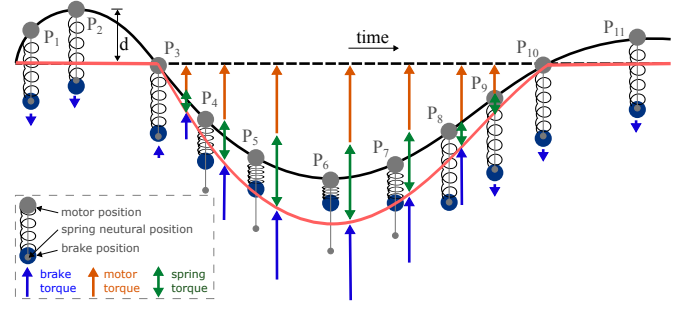 P1
P2
d
P3
time
P10
P11
P4
P5
P6
P7
P8
P9
motor position
spring neutural position
brake position
brake torque
motor torque
spring torque